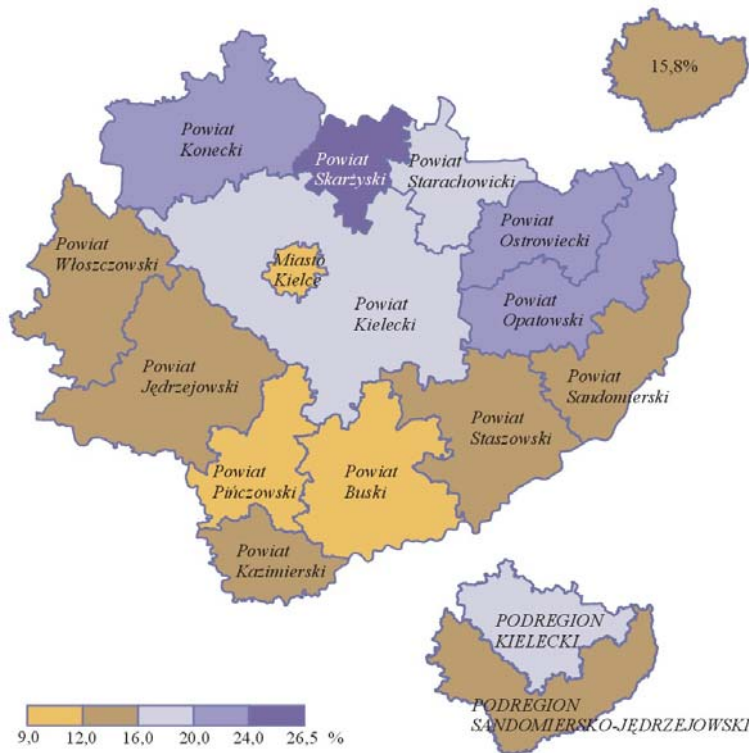 15,8%
Powiat
Konecki
Powiat
Skarżyski
Powiat
Starachowicki
Powiat
Ostrowiecki
Powiat
Włoszczowski
Miasto
Kielce
Powiat
Kielecki
Powiat
Opatowski
Powiat
Jędrzejowski
Powiat
Sandomierski
Powiat
Staszowski
Powiat
Pińczowski
Powiat
Buski
Powiat
Kazimierski
PODREGION
KIELECKI
PODREGION
SANDOMIERSKO-JĘDRZEJOWSKI
9,0 12,0 16,0 20,0 24,0 26,5 %